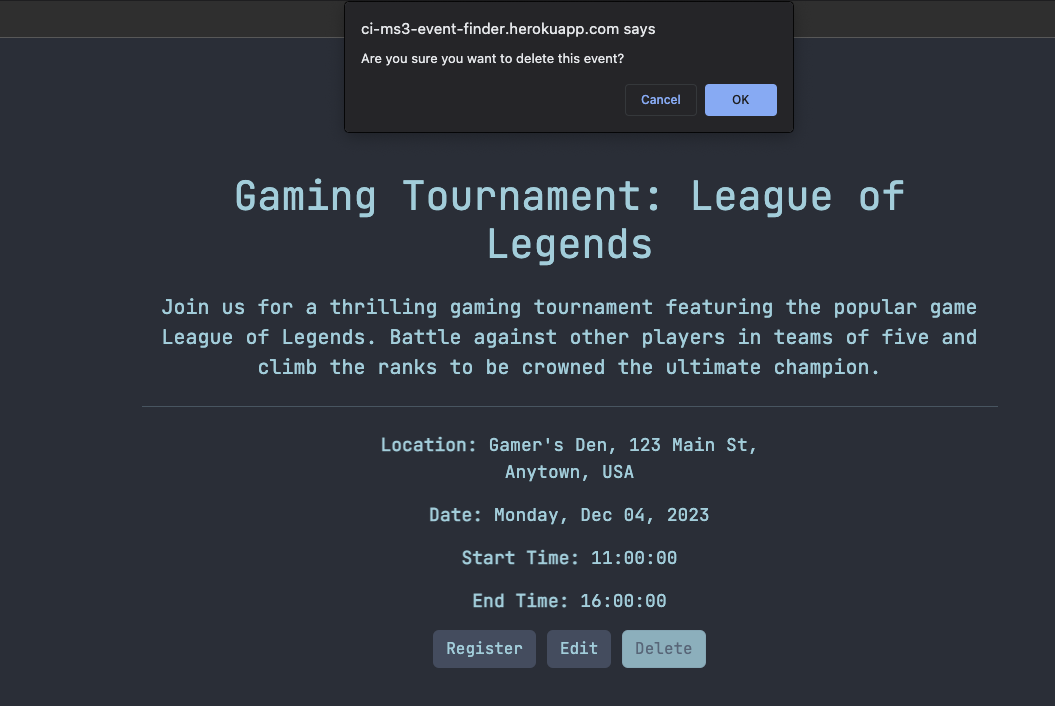 ci-ms3-event-finder.herokuapp.com says
Are you sure you want to delete this event?
Cancel
OK
Gaming Tournament: League of
Legends
Join us for a thrilling gaming tournament featuring the popular game
League of Legends. Battle against other players in teams of five and
climb the ranks to be crowned the ultimate champion.
Location: Gamer's Den, 123 Main St,
Anytown, USA
Date: Monday, Dec 04, 2023
Start Time: 11:00:00
End Time: 16:00:00
Register
Edit
Delete